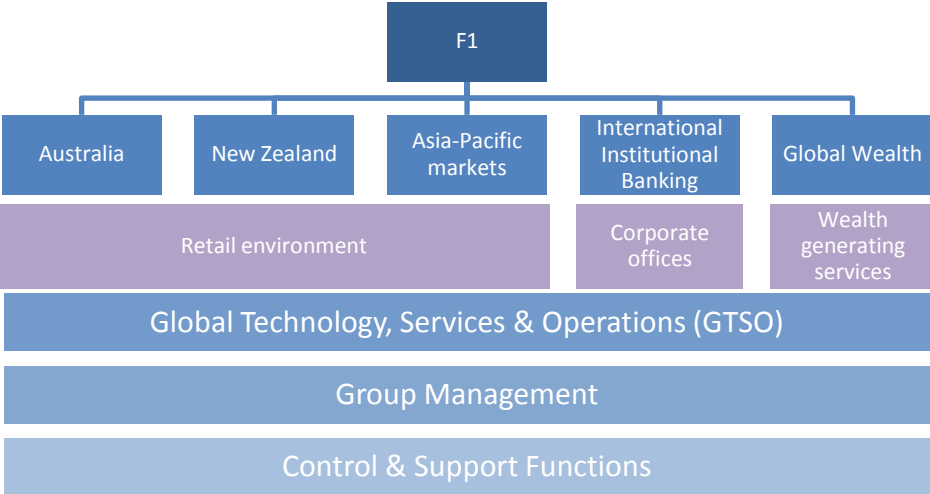 F1
Australia
New Zealand
Asia-Pacific
markets
International
Institutional
Banking
Global Wealth
Retail environment
Corporate
offices
Wealth
generating
services
Global Technology, Services & Operations (GTSO)
Group Management
Control & Support Functions